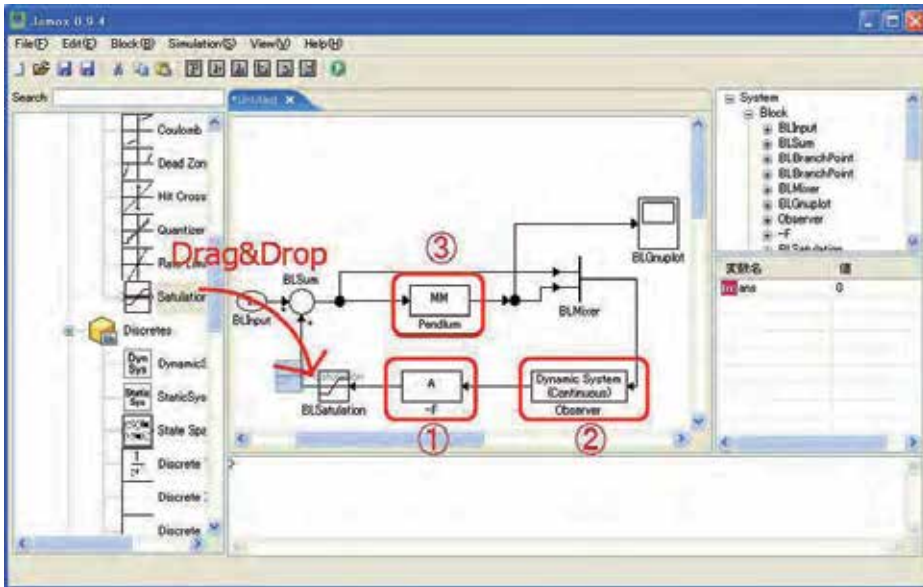 Jamox 0.9.4
File(F) Edit(E) Block(B) Simulation(S) View(V) Help(H)
Search
*Untitled
Coulomb
Dead Zon
Hit Cross
Quantizer
Satulation
Discretes
DynamicS
StaticSys
State Spa
Discrete
Discrete
Discrete
Dyn
Sys
Static
Sys
Drag&Drop
BLInput
BLSum
③
MM
Pendlum
BLMixer
BLGnuplot
BLSatulation
A
-F
①
Dynamic System
(Continuous)
Observer
②
System
Block
BLInput
BLSum
BLBranchPoint
BLBranchPoint
BLMixer
BLGnuplot
Observer
-F
BLSatulation
変数名 値
ans 0
>